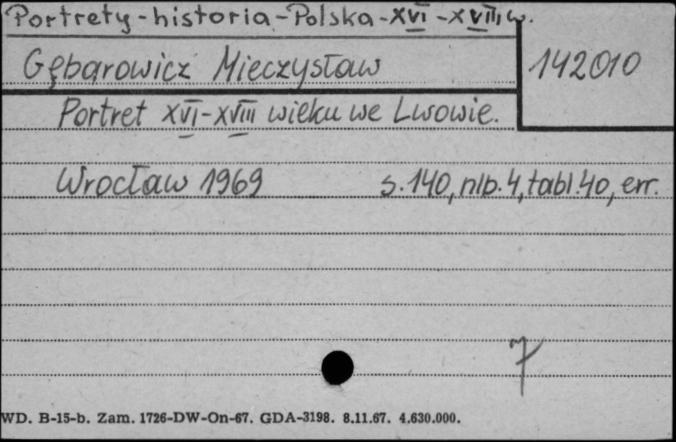 Portrety-historia-Polska-XVI-XVIII w.
Gębarowicz Mieczysław
142010
Portret XVI-XVIII wieku we Lwowie.
Wrocław 1969 s.140, nlb.4, tabl.40, err.
7
WD. B-15-b. Zam. 1726-DW-On-67. GDA-3198. 8.11.67. 4.630.000.